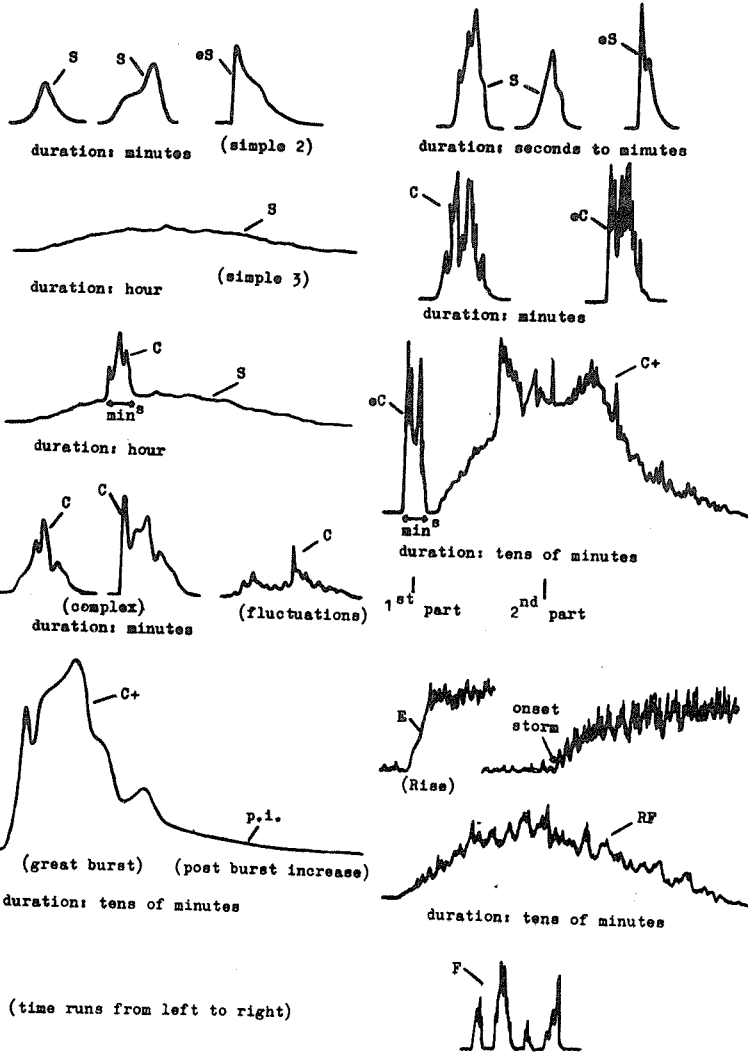 S
S
eS
duration: minutes
(simple 2)
S
duration: hour
(simple 3)
C
S
min s
duration: hour
C
C
C
(complex)
(fluctuations)
duration: minutes
C+
p.i.
(great burst)
(post burst increase)
duration: tens of minutes
(time runs from left to right)
S
eS
duration: seconds to minutes
C
eC
duration: minutes
eC
C+
min s
duration: tens of minutes
1st part
2nd part
E
onset
storm
(Rise)
RF
duration: tens of minutes
F